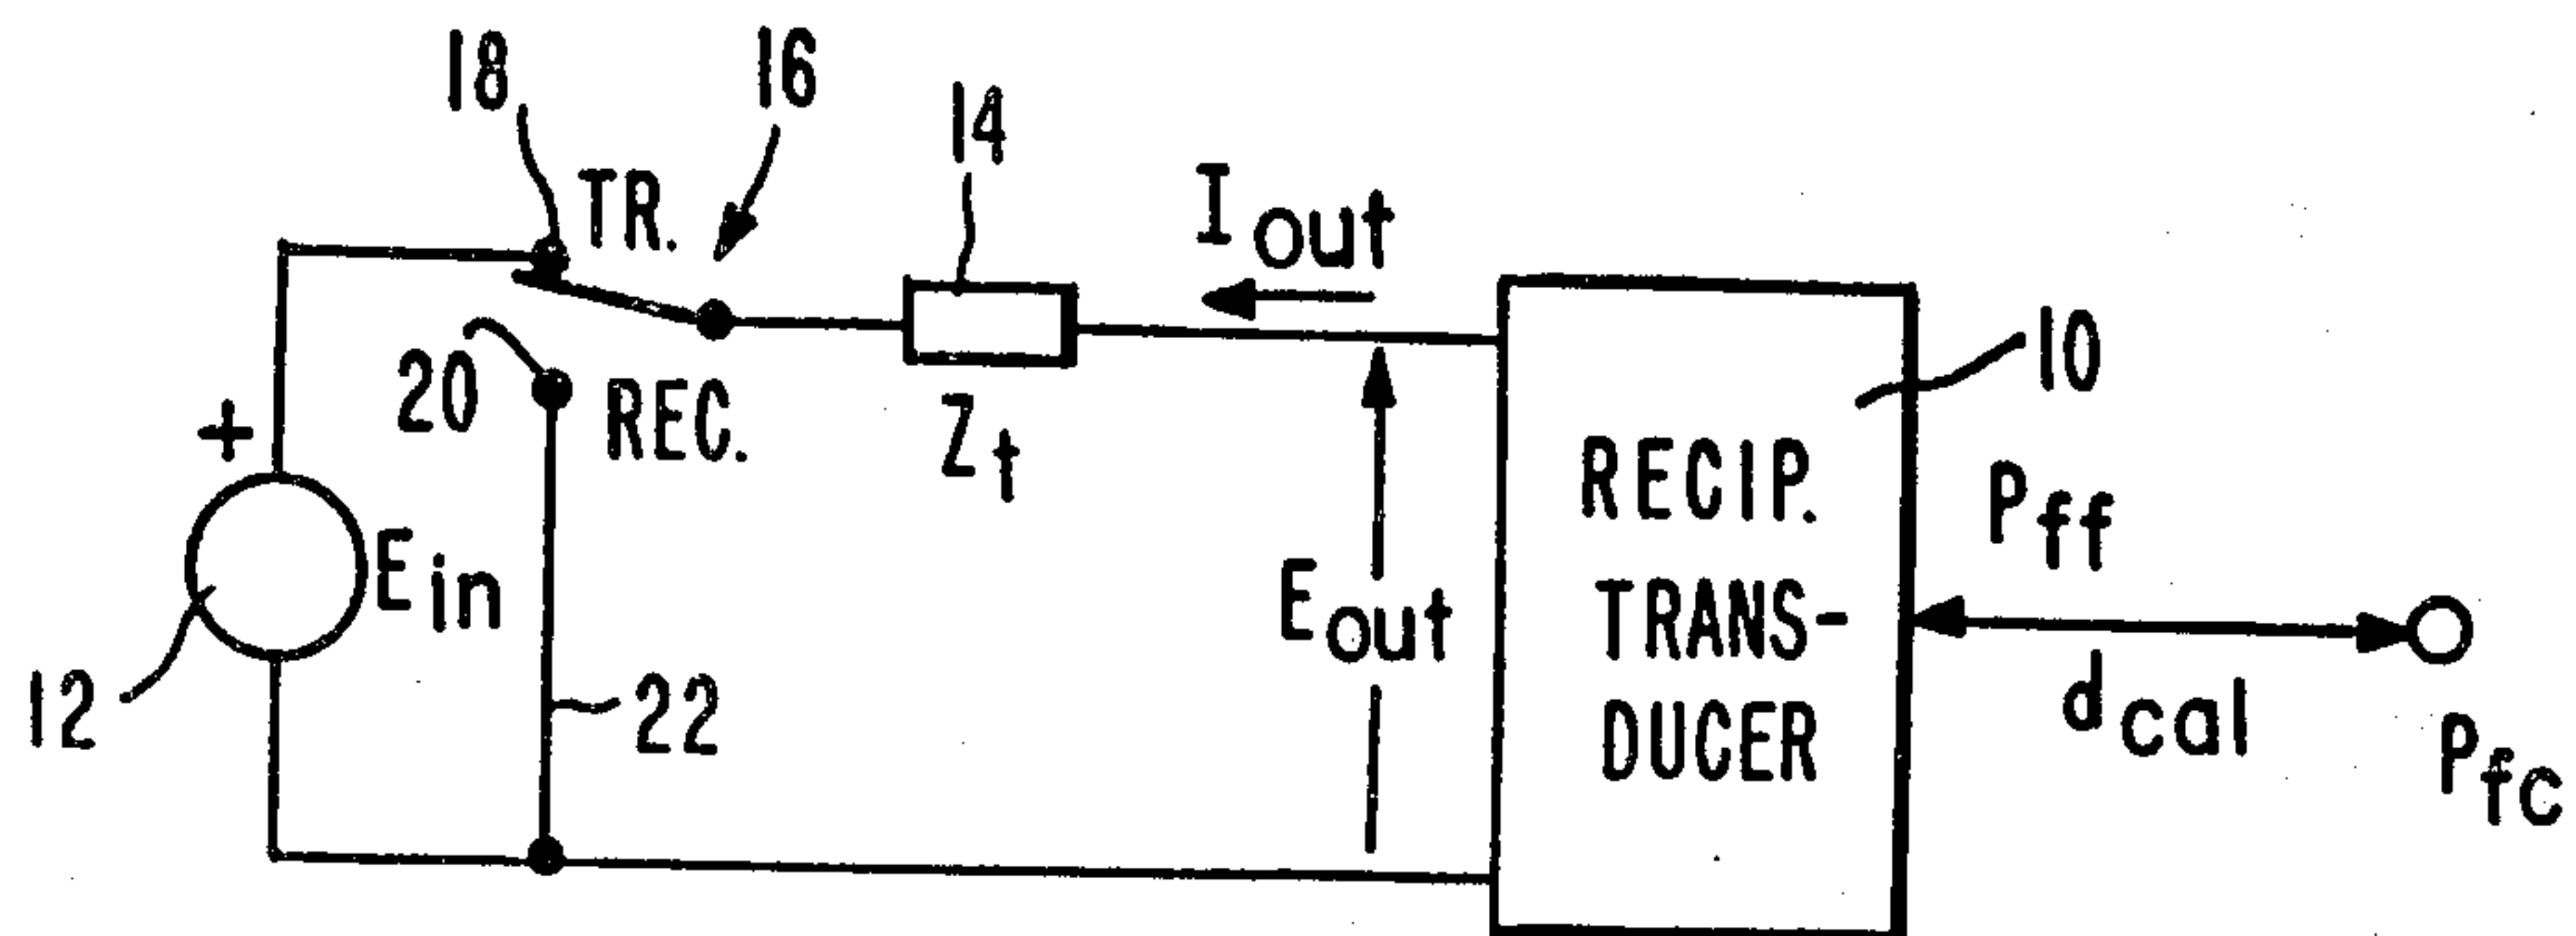 18
16
14
TR.
I out
20
REC.
Z t
10
+
E in
RECIP.
TRANS-
DUCER
P ff
E out
d cal
12
22
P fc